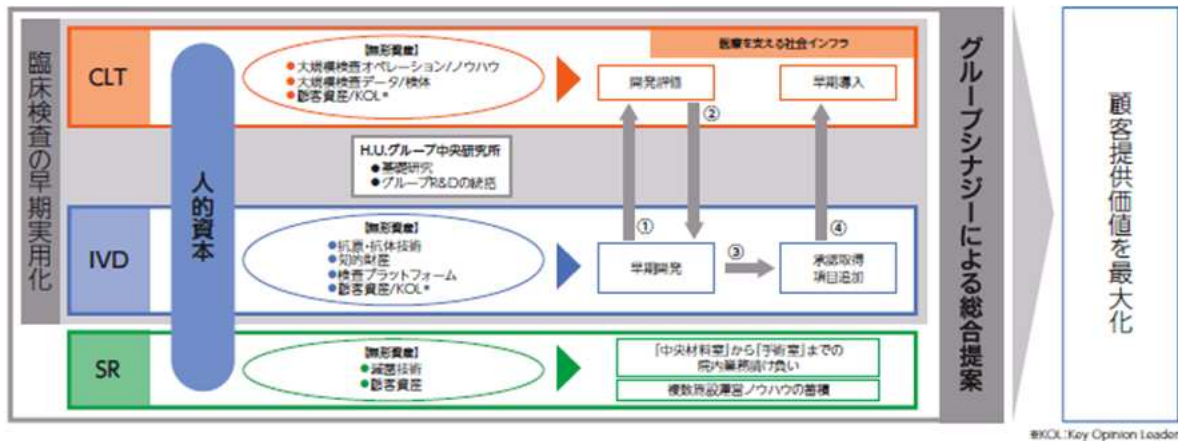 臨床検査の早期実用化
CLT
人的資本
【無形資産】
●大規模検査オペレーション/ノウハウ
●大規模検査データ/検体
●顧客資産/KOL※
医療を支える社会インフラ
開発評価
早期導入
②
H.U.グループ中央研究所
●基礎研究
●グループR&Dの統括
①
④
IVD
【無形資産】
●抗原・抗体技術
●知的財産
●検査プラットフォーム
●顧客資産/KOL※
早期開発
③
承認取得
項目追加
SR
【無形資産】
●滅菌技術
●顧客資産
「中央材料室」から「手術室」までの
院内業務請け負い
複数施設運営ノウハウの蓄積
グループシナジーによる総合提案
顧客提供価値を最大化
※KOL:Key Opinion Leader